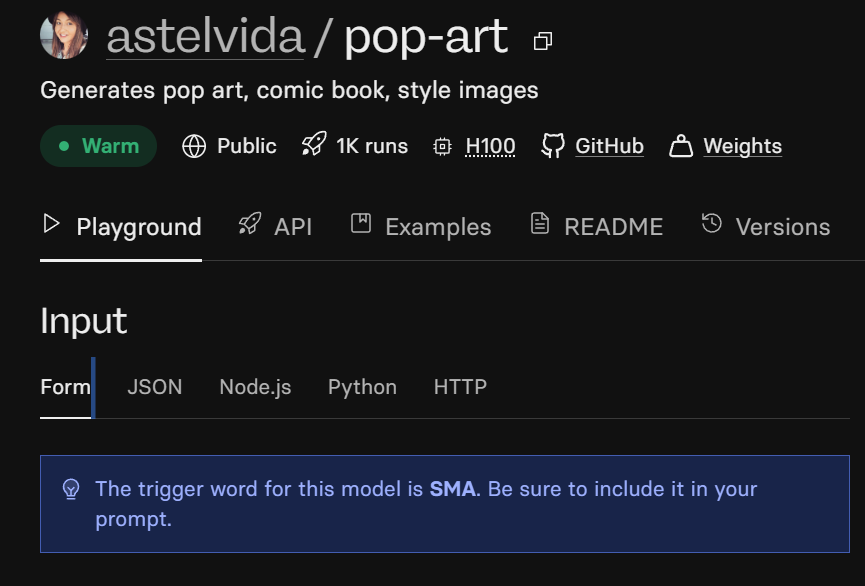 astelvida / pop-art
Generates pop art, comic book, style images
Warm Public 1K runs H100 GitHub Weights
Playground API Examples README Versions
Input
Form JSON Node.js Python HTTP
The trigger word for this model is SMA. Be sure to include it in your
prompt.